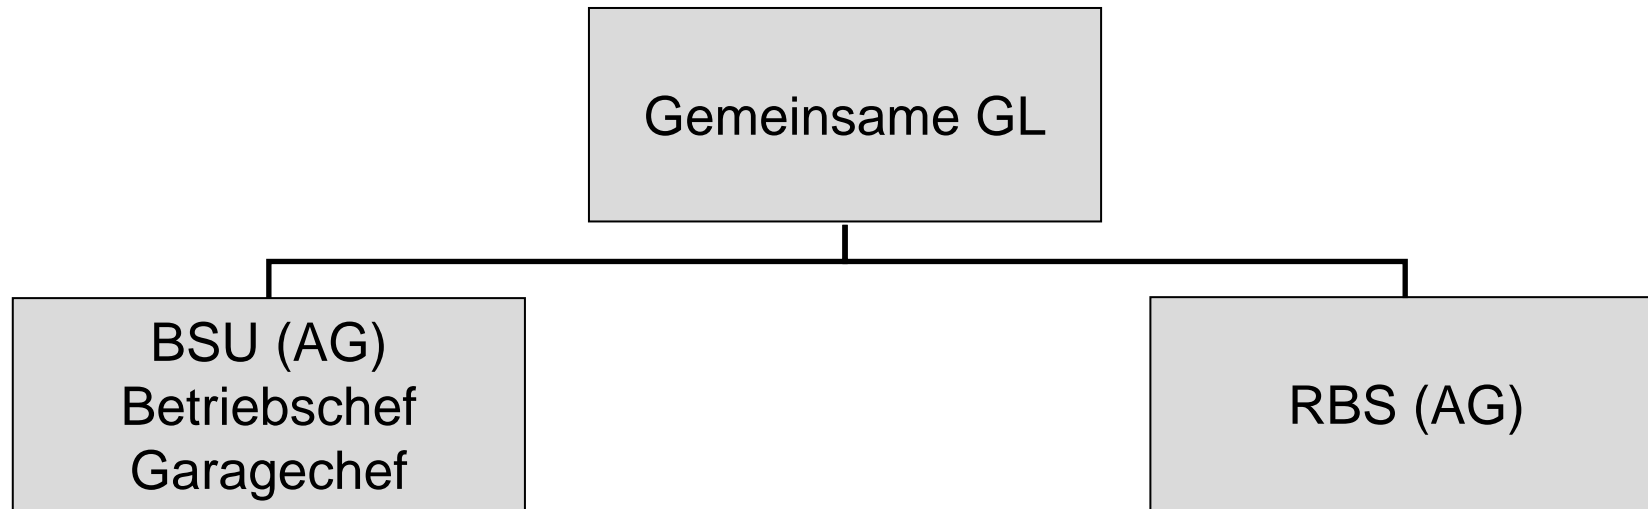 Gemeinsame GL
BSU (AG)
Betriebschef
Garagechef
RBS (AG)